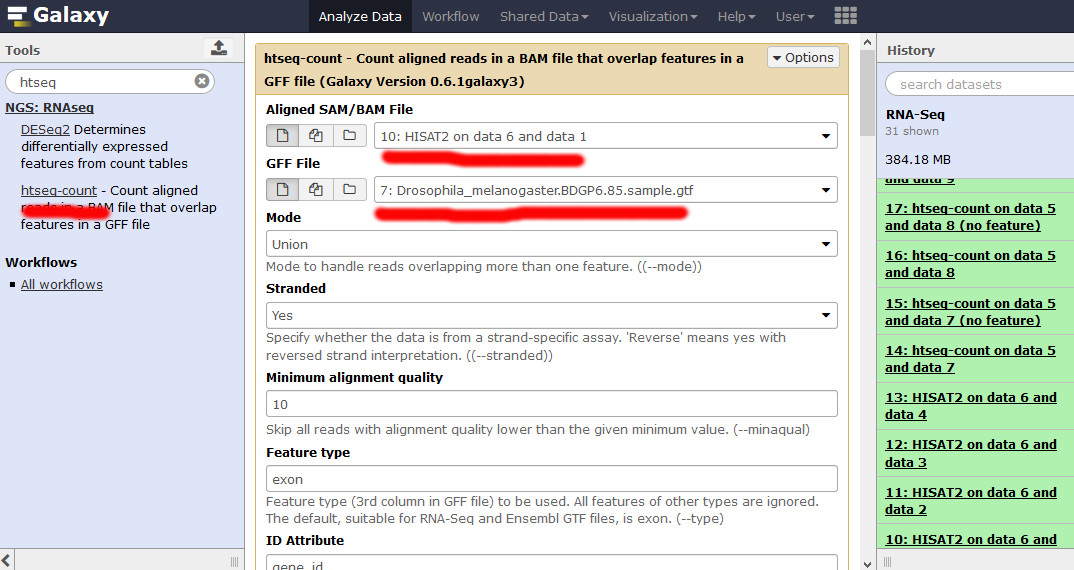 Galaxy
Analyze Data Workflow Shared Data Visualization Help User
Tools
htseq
NGS: RNAseq
DESeq2 Determines
differentially expressed
features from count tables
htseq-count - Count aligned
reads in a BAM file that overlap
features in a GFF file
Workflows
All workflows
htseq-count - Count aligned reads in a BAM file that overlap features in a
GFF file (Galaxy Version 0.6.1galaxy3)
Options
Aligned SAM/BAM File
10: HISAT2 on data 6 and data 1
GFF File
7: Drosophila_melanogaster.BDGP6.85.sample.gtf
Mode
Union
Mode to handle reads overlapping more than one feature. ((--mode))
Stranded
Yes
Specify whether the data is from a strand-specific assay. 'Reverse' means yes with
reversed strand interpretation. ((--stranded))
Minimum alignment quality
10
Skip all reads with alignment quality lower than the given minimum value. (--minaqual)
Feature type
exon
Feature type (3rd column in GFF file) to be used. All features of other types are ignored.
The default, suitable for RNA-Seq and Ensembl GTF files, is exon. (--type)
ID Attribute
gene_id
History
search datasets
RNA-Seq
31 shown
384.18 MB
and data 9
17: htseq-count on data 5
and data 8 (no feature)
16: htseq-count on data 5
and data 8
15: htseq-count on data 5
and data 7 (no feature)
14: htseq-count on data 5
and data 7
13: HISAT2 on data 6 and
data 4
12: HISAT2 on data 6 and
data 3
11: HISAT2 on data 6 and
data 2
10: HISAT2 on data 6 and